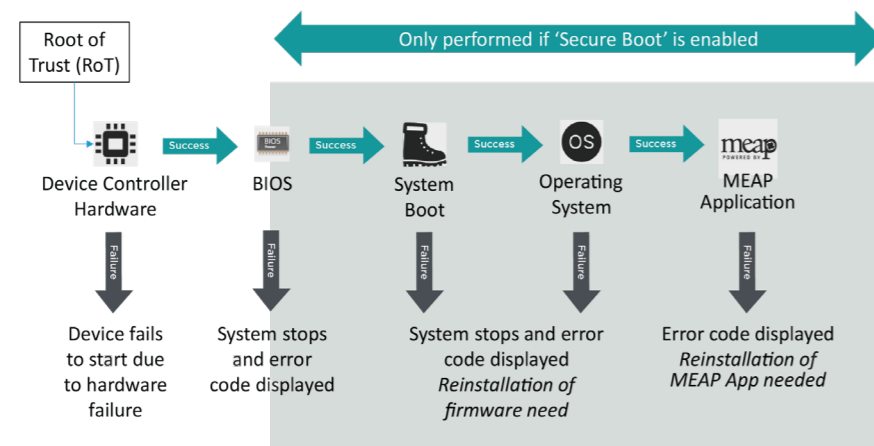 Root of
Trust (RoT)
Only performed if ‘Secure Boot’ is enabled
Success
Success
Success
Success
BIOS
OS
meap
POWERED BY
Device Controller
Hardware
BIOS
System
Boot
Operating
System
MEAP
Application
Failure
Failure
Failure
Failure
Failure
Device fails
to start due
to hardware
failure
System stops
and error
code displayed
System stops and error
code displayed
Reinstallation of
firmware need
Error code displayed
Reinstallation of
MEAP App needed